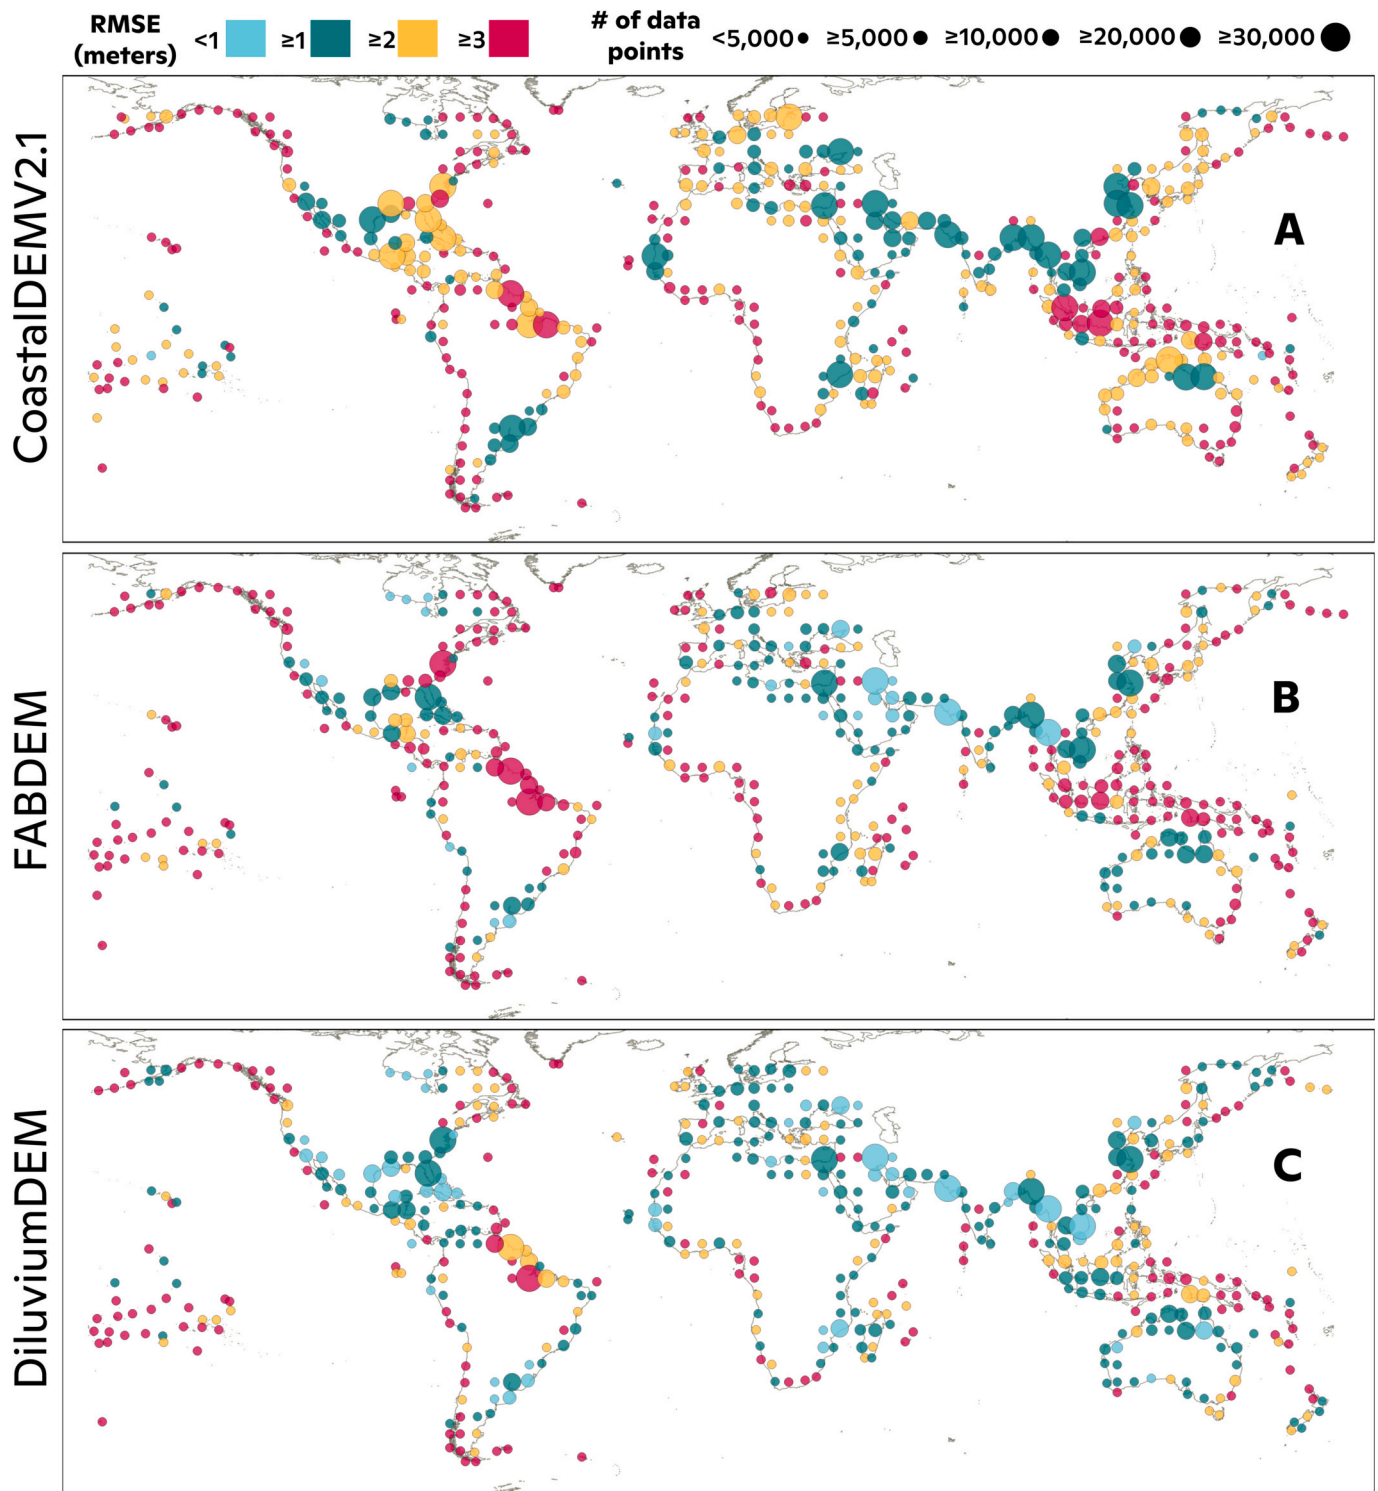 RMSE
(meters)
<1
≥1
≥2
≥3
# of data
points
<5,000
≥5,000
≥10,000
≥20,000
≥30,000
CoastalDEMV2.1
A
FABDEM
B
DiluviumDEM
C